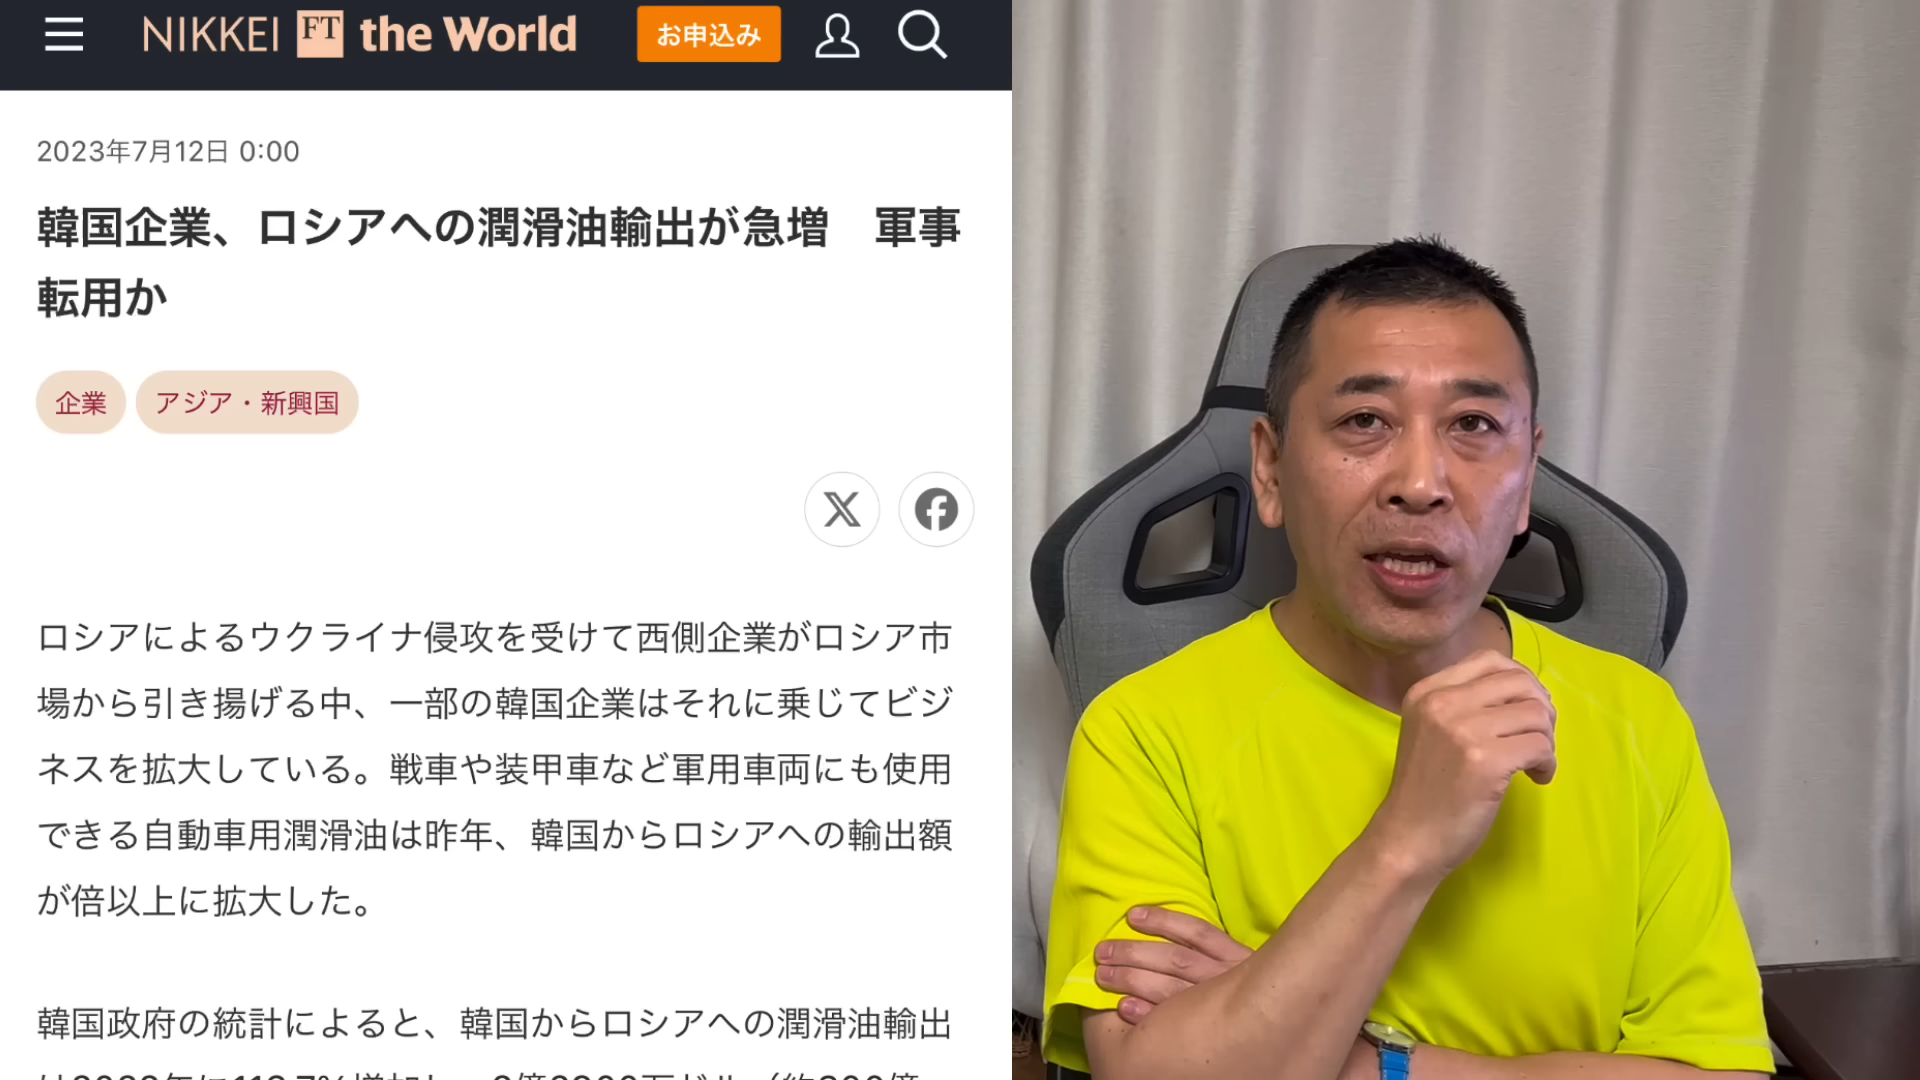 NIKKEI FT the World
お申込み
2023年7月12日 0:00
韓国企業、ロシアへの潤滑油輸出が急増　軍事
転用か
企業 アジア・新興国
ロシアによるウクライナ侵攻を受けて西側企業がロシア市
場から引き揚げる中、一部の韓国企業はそれに乗じてビジ
ネスを拡大している。戦車や装甲車など軍用車両にも使用
できる自動車用潤滑油は昨年、韓国からロシアへの輸出額
が倍以上に拡大した。
韓国政府の統計によると、韓国からロシアへの潤滑油輸出